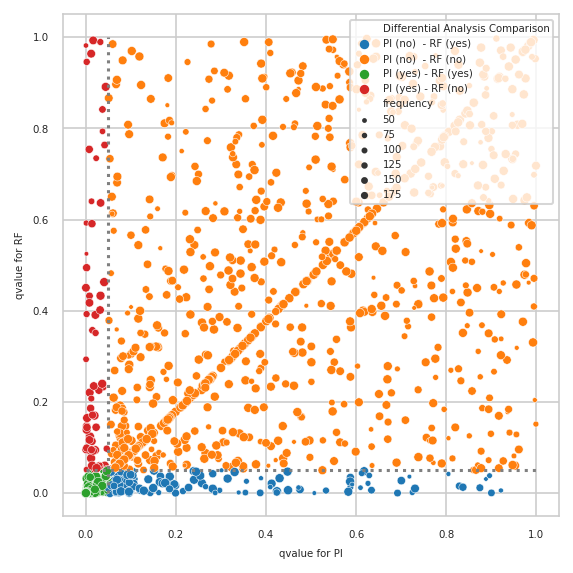 Differential Analysis Comparison
PI (no)  - RF (yes)
PI (no)  - RF (no)
PI (yes) - RF (yes)
PI (yes) - RF (no)
frequency
50
75
100
125
150
175
1.0
0.8
0.6
0.4
0.2
0.0
qvalue for RF
0.0 0.2 0.4 0.6 0.8 1.0
qvalue for PI